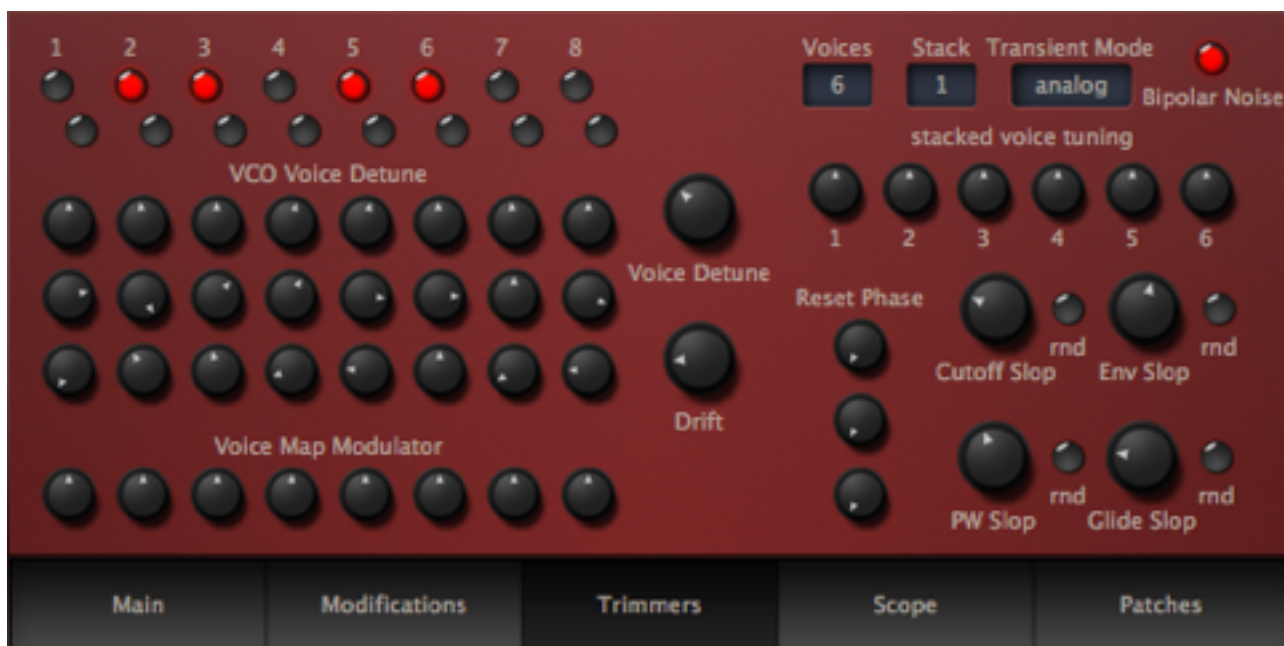 1 2 3 4 5 6 7 8
Voices Stack Transient Mode
6 1 analog
Bipolar Noise
stacked voice tuning
VCO Voice Detune
1 2 3 4 5 6
Voice Detune
Reset Phase
rnd rnd
Cutoff Slop Env Slop
Drift
Voice Map Modulator
rnd rnd
PW Slop Glide Slop
Main Modifications Trimmers Scope Patches